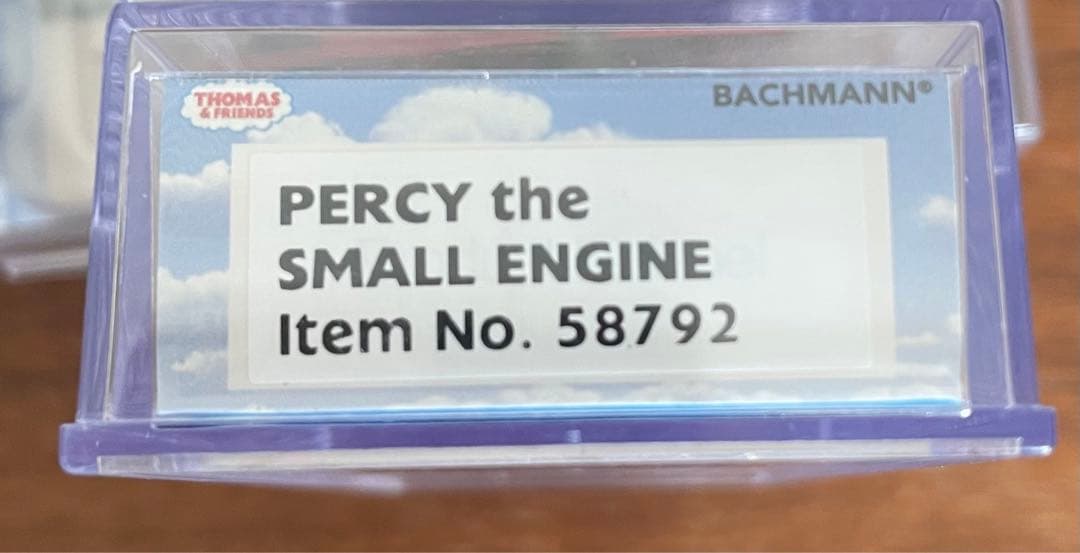 THOMAS
& FRIENDS
BACHMANN®
PERCY the
SMALL ENGINE
Item No. 58792